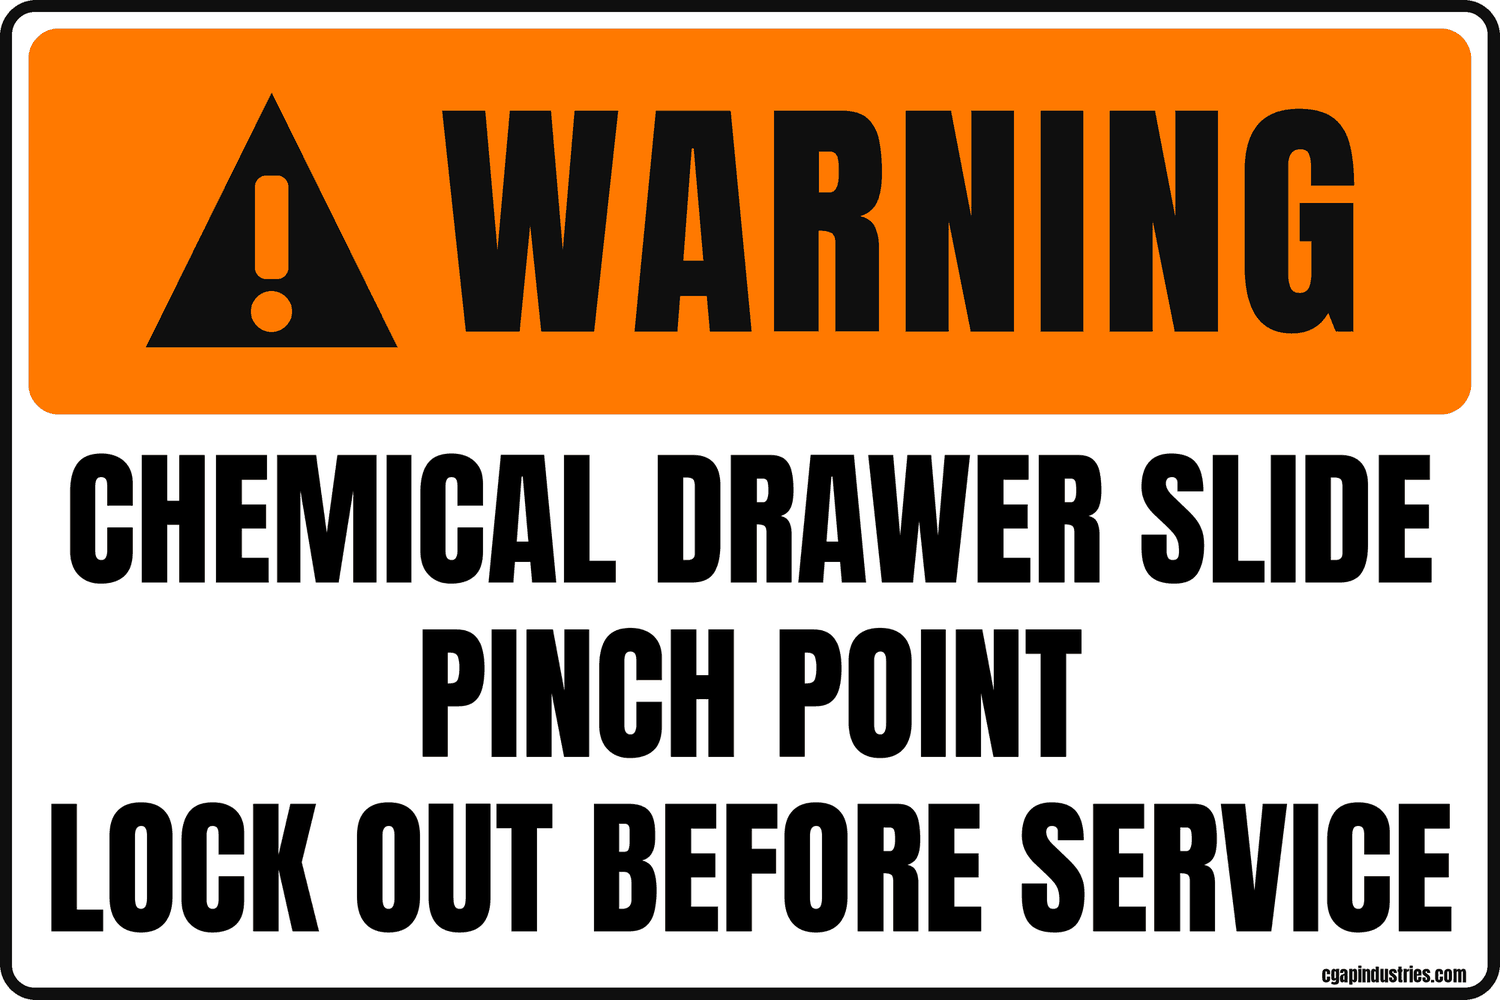 WARNING
CHEMICAL DRAWER SLIDE
PINCH POINT
LOCK OUT BEFORE SERVICE
cgapindustries.com